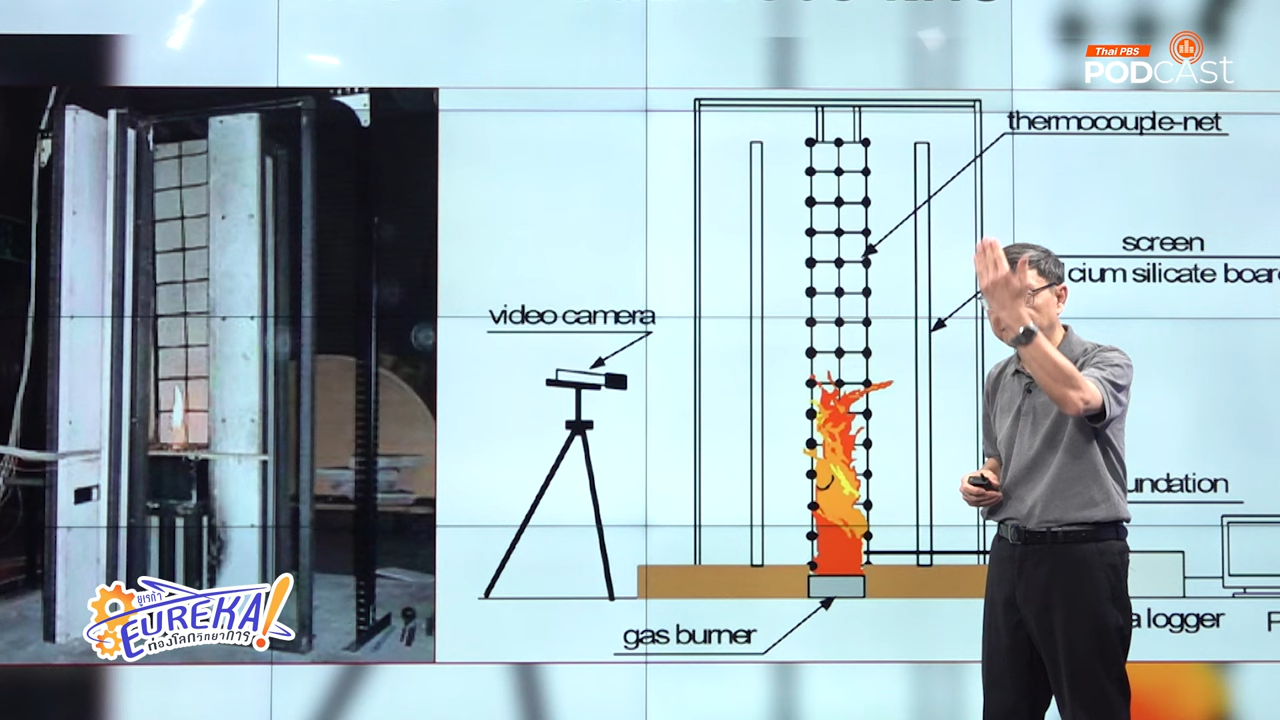 Thai PBS
PODCAST
thermocouple-net
screen
cium silicate boar
video camera
undation
ยูเรก้า
EUREKA!
ท่องโลกวิทยาการ
a logger
gas burner